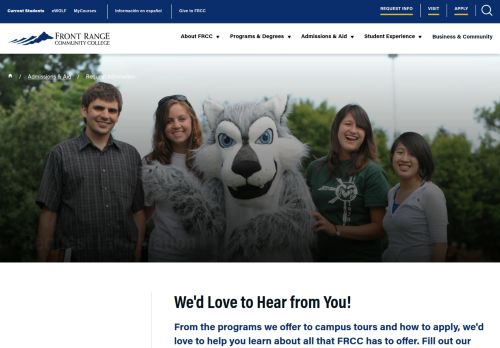 Current Students eWOLF MyCourses Información en español Give to FRCC REQUEST INFO VISIT APPLY
FRONT RANGE
COMMUNITY COLLEGE
About FRCC Programs & Degrees Admissions & Aid Student Experience Business & Community
/ Admissions & Aid / Request Information
We'd Love to Hear from You!
From the programs we offer to campus tours and how to apply, we'd
love to help you learn about all that FRCC has to offer. Fill out our